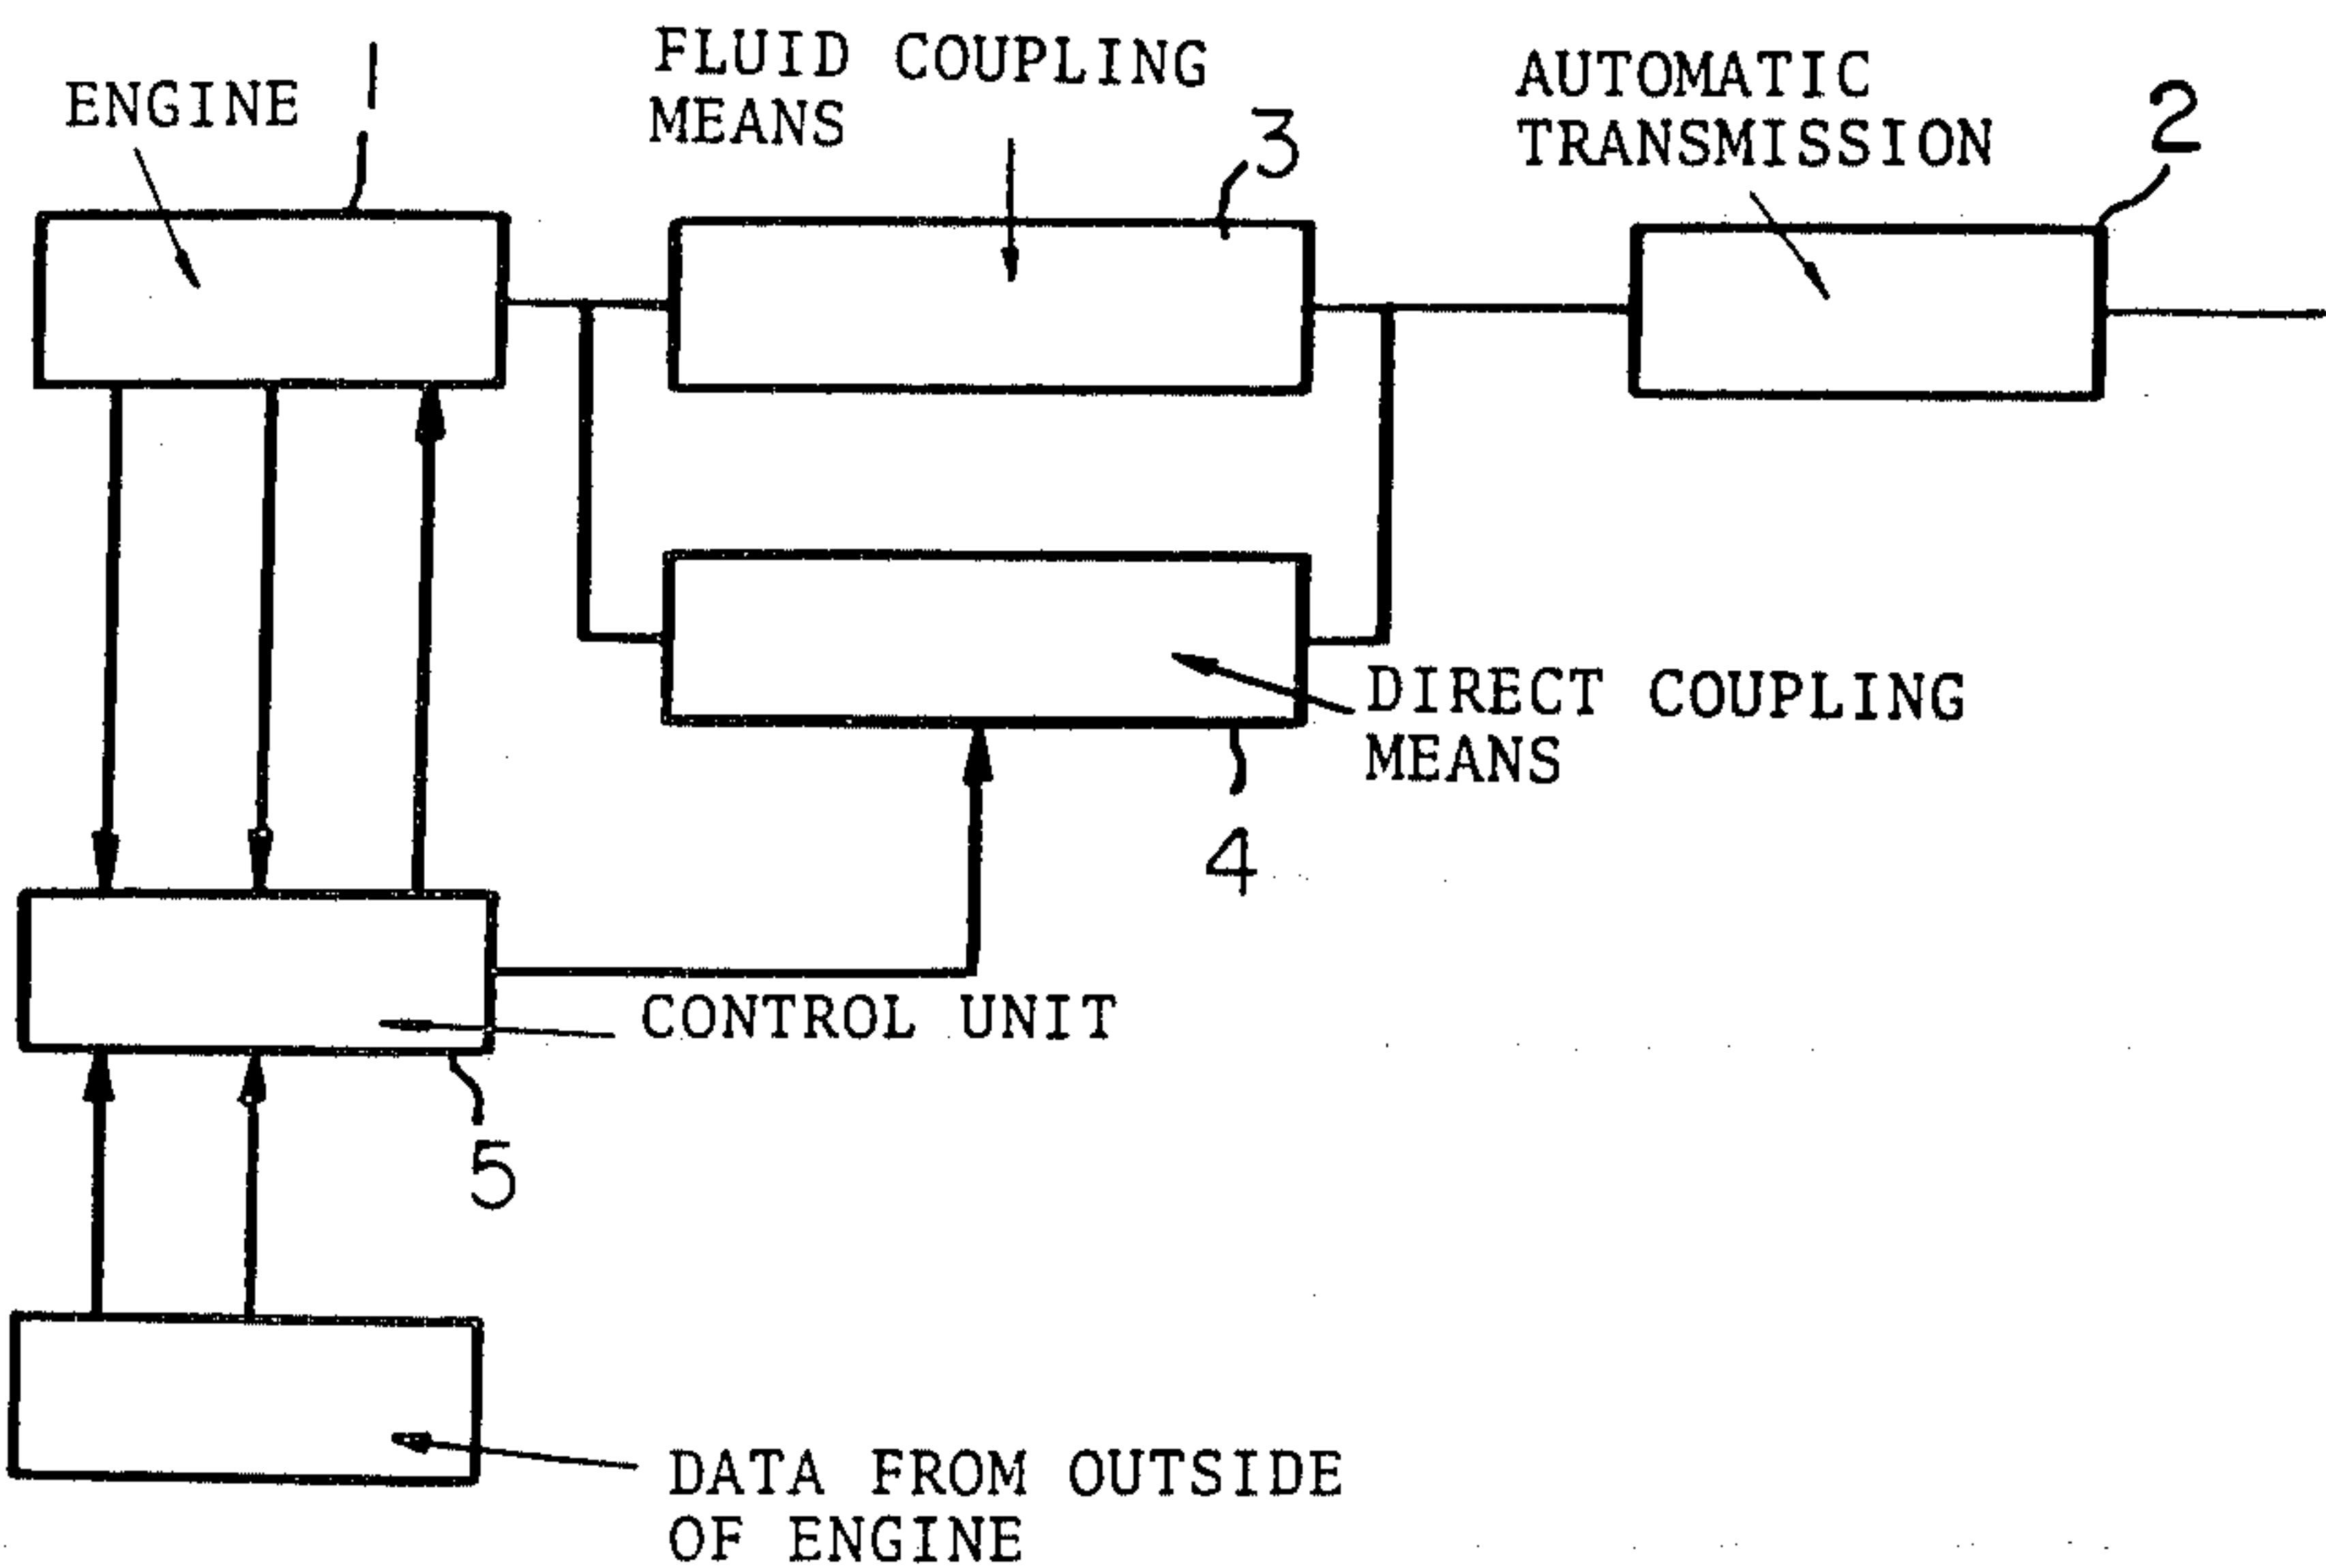 ENGINE
1
FLUID COUPLING
MEANS
3
AUTOMATIC
TRANSMISSION
2
DIRECT COUPLING
MEANS
4
CONTROL UNIT
5
DATA FROM OUTSIDE
OF ENGINE